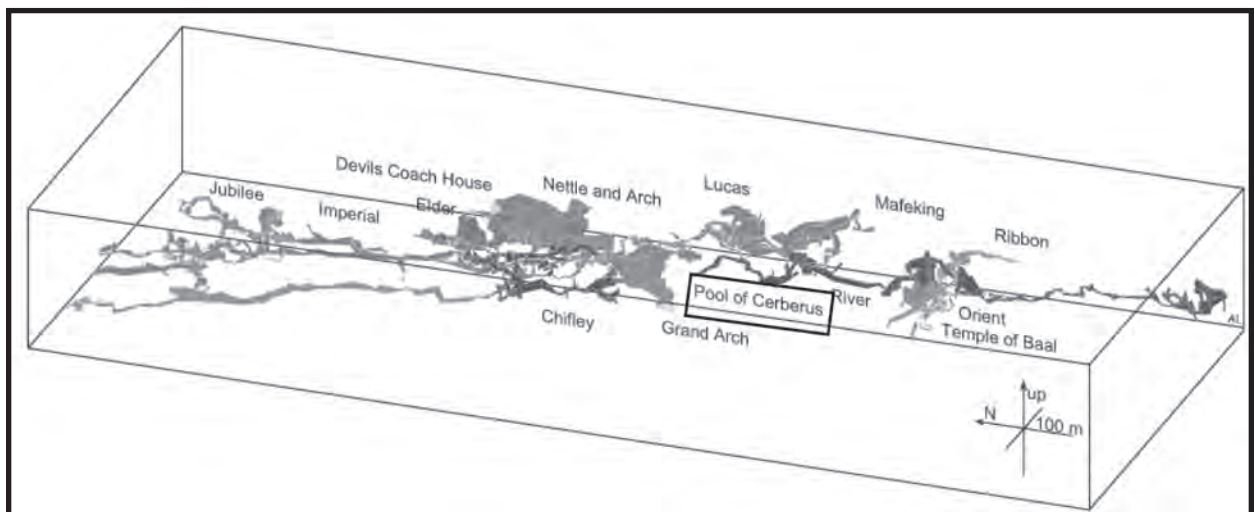 Devils Coach House
Nettle and Arch
Lucas
Jubilee
Imperial
Elder
Mafeking
Ribbon
Pool of Cerberus
River
Chifley
Grand Arch
Orient
Temple of Baal
AL
up
N
100 m